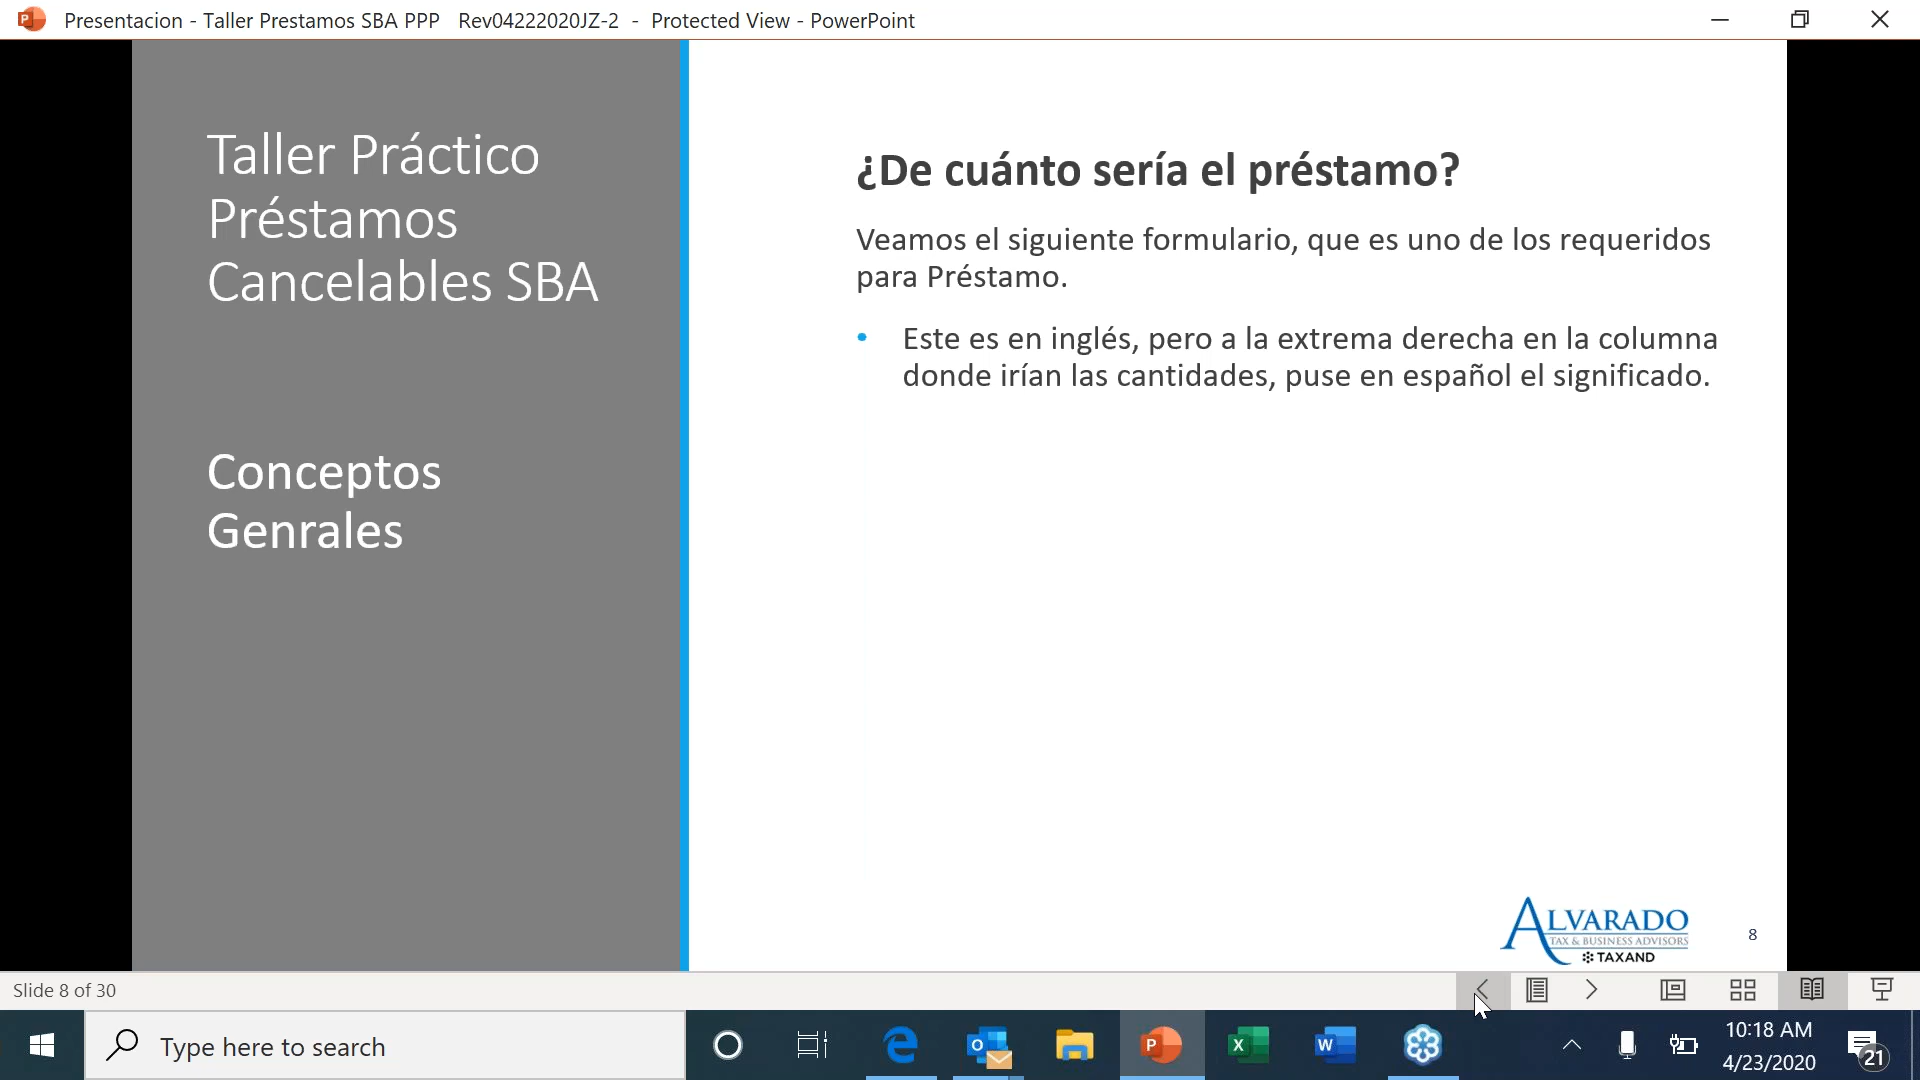 Presentacion - Taller Prestamos SBA PPP   Rev04222020JZ-2  -  Protected View - PowerPoint
Taller Práctico
Préstamos
Cancelables SBA
Conceptos
Genrales
¿De cuánto sería el préstamo?
Veamos el siguiente formulario, que es uno de los requeridos
para Préstamo.
• Este es en inglés, pero a la extrema derecha en la columna
donde irían las cantidades, puse en español el significado.
ALVARADO
TAX & BUSINESS ADVISORS
TAXAND
8
Slide 8 of 30
Type here to search
10:18 AM
4/23/2020
21